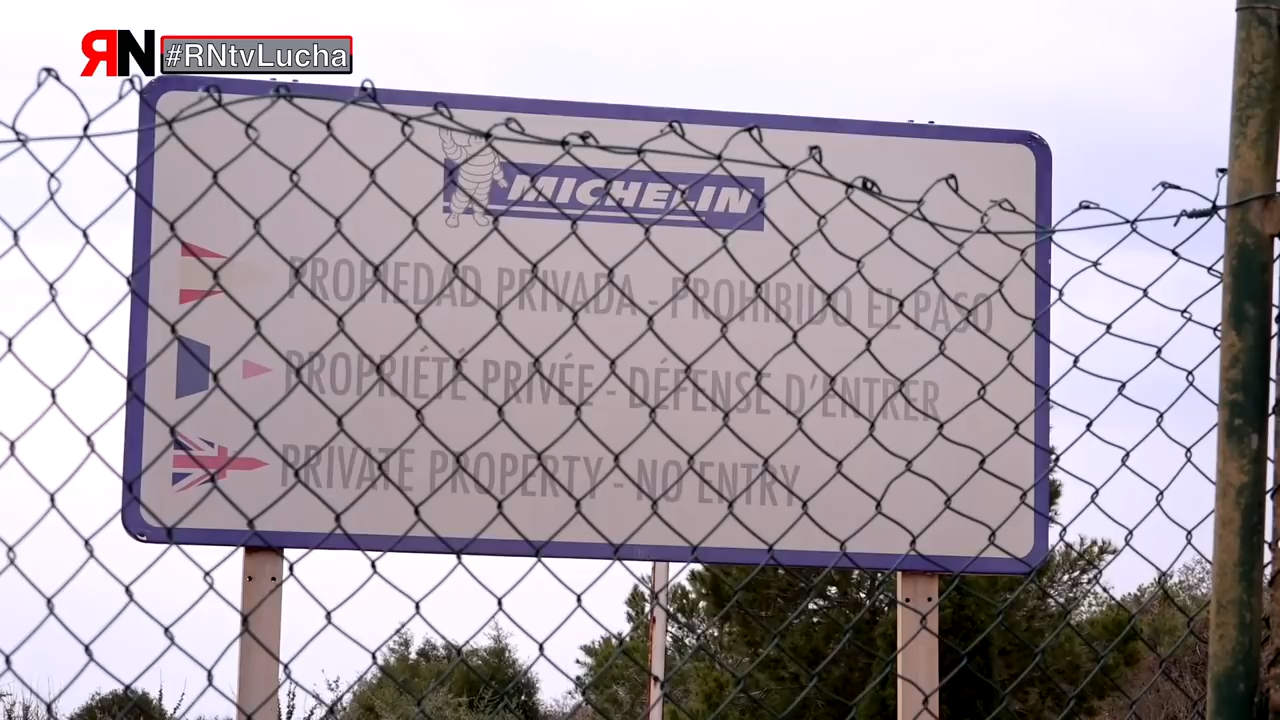 RN #RNtvLucha
MICHELIN
PROPIEDAD PRIVADA - PROHIBIDO EL PASO
PROPRIÉTÉ PRIVÉE - DÉFENSE D'ENTRER
PRIVATE PROPERTY - NO ENTRY